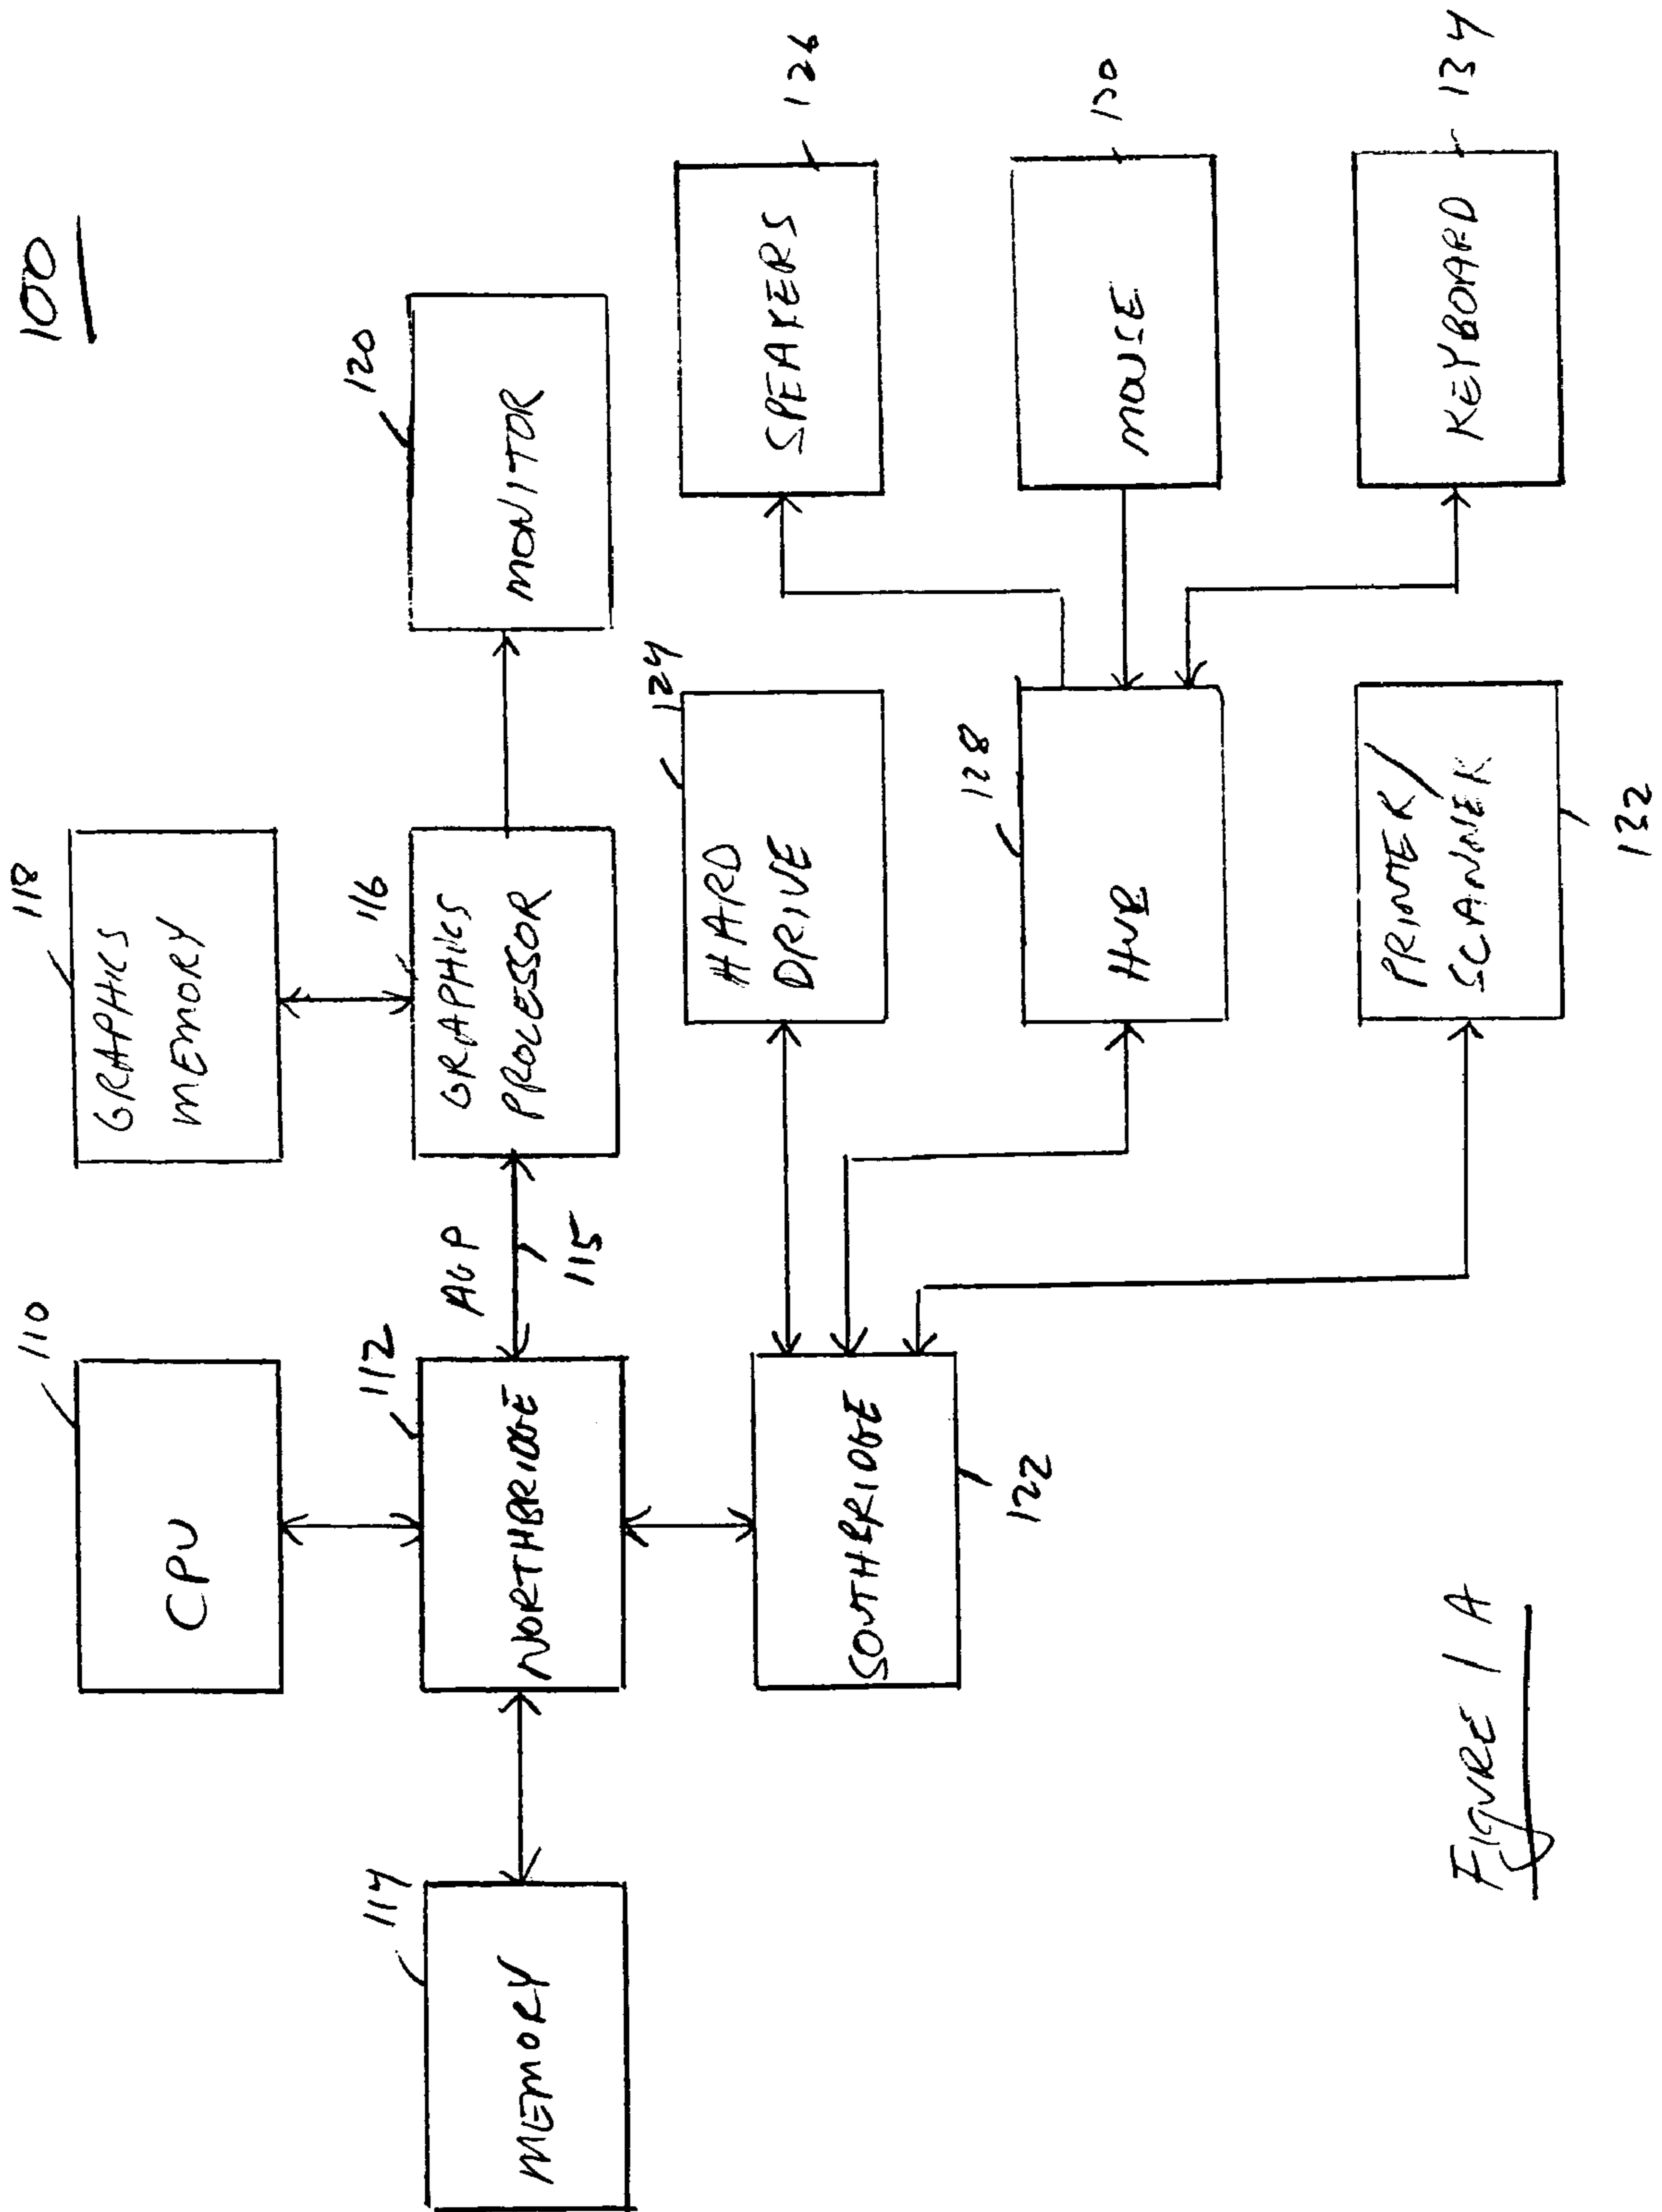 100
110
CPU
118
GRAPHICS
MEMORY
114
MEMORY
112
NORTHBRIDGE
AGP
115
116
GRAPHICS
PROCESSOR
120
MONITOR
SOUTHBRIDGE
122
124
HARD
DRIVE
SPEAKERS
126
128
HUB
MOUSE
130
PRINTER/
SCANNER
132
KEYBOARD
134
FIGURE 1A